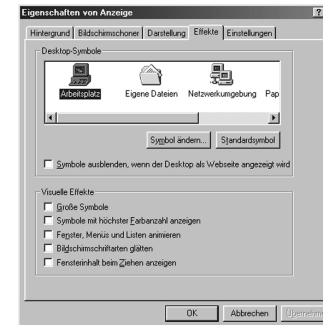 Eigenschaften von Anzeige ?
Hintergrund Bildschirmschoner Darstellung Effekte Einstellungen
Desktop-Symbole
Arbeitsplatz Eigene Dateien Netzwerkumgebung Pap
Symbol ändern... Standardsymbol
Symbole ausblenden, wenn der Desktop als Webseite angezeigt wird
Visuelle Effekte
Große Symbole
Symbole mit höchster Farbanzahl anzeigen
Fenster, Menüs und Listen animieren
Bildschirmschriftarten glätten
Fensterinhalt beim Ziehen anzeigen
OK Abbrechen Übernehme